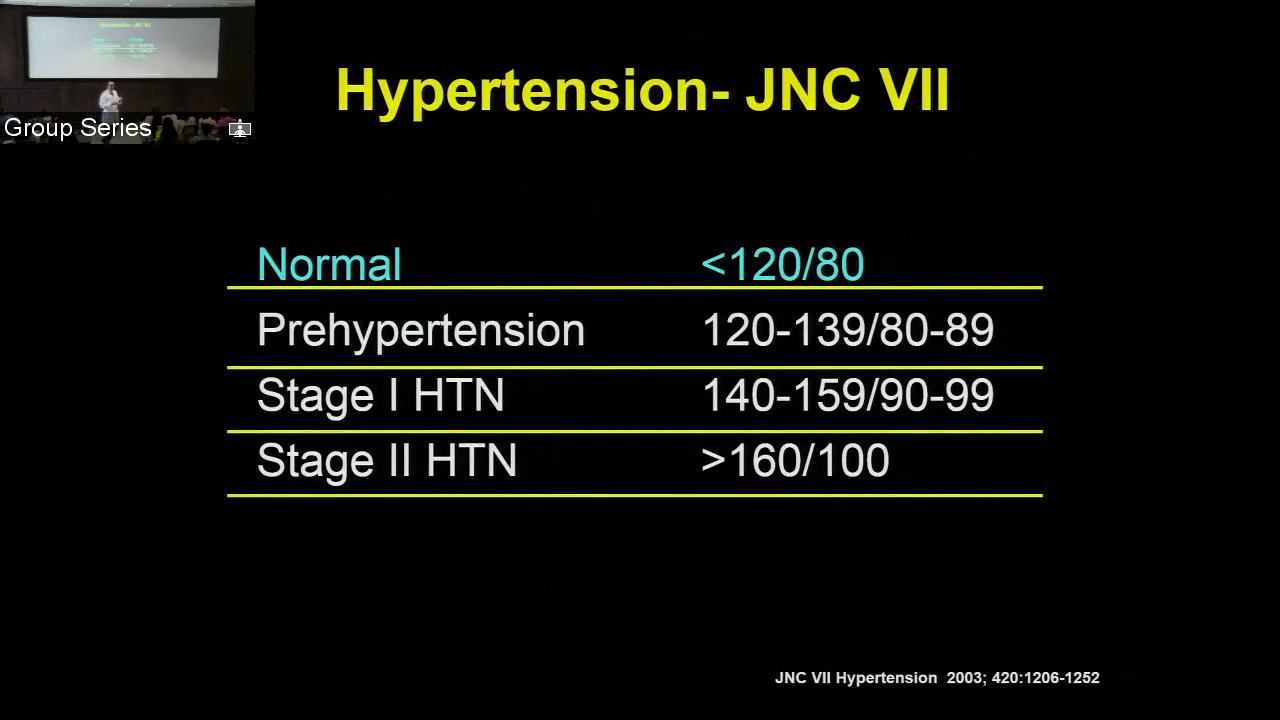 Hypertension- JNC VII
Group Series
Normal <120/80
Prehypertension 120-139/80-89
Stage I HTN 140-159/90-99
Stage II HTN >160/100
JNC VII Hypertension 2003; 420:1206-1252